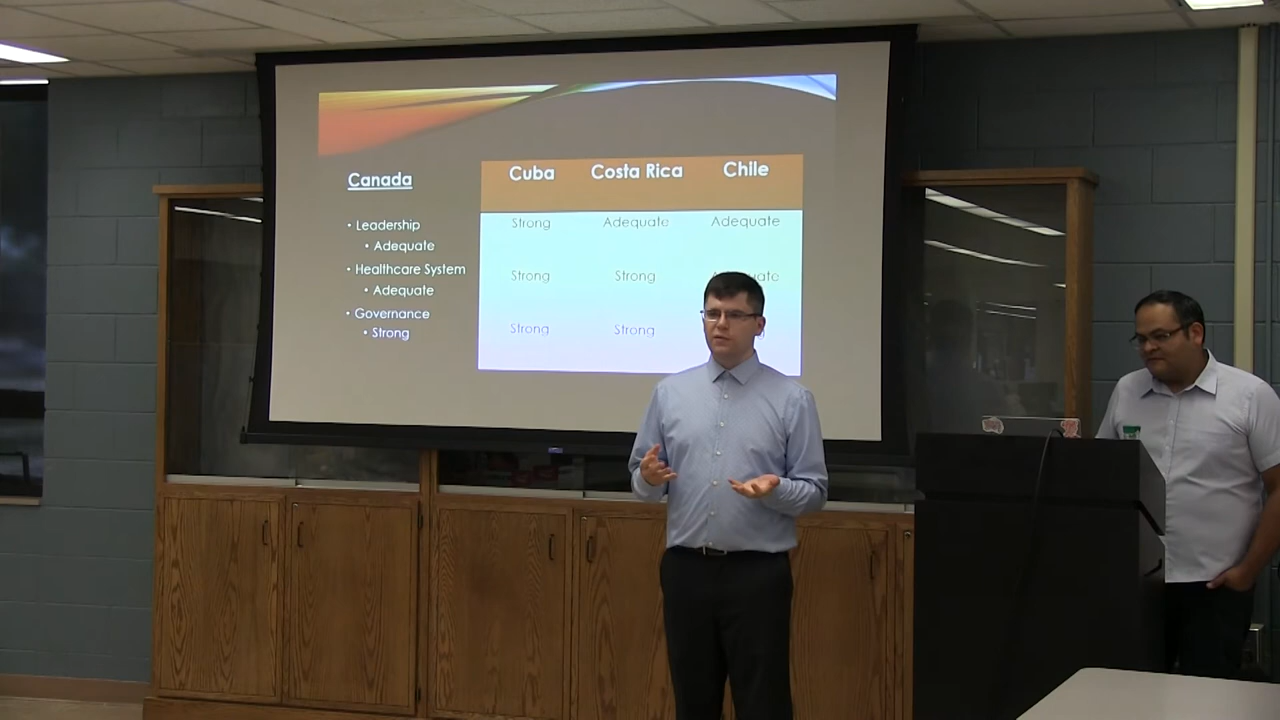 Canada
• Leadership
• Adequate
• Healthcare System
• Adequate
• Governance
• Strong
Cuba Costa Rica Chile
Strong Adequate Adequate
Strong Strong
Strong Strong